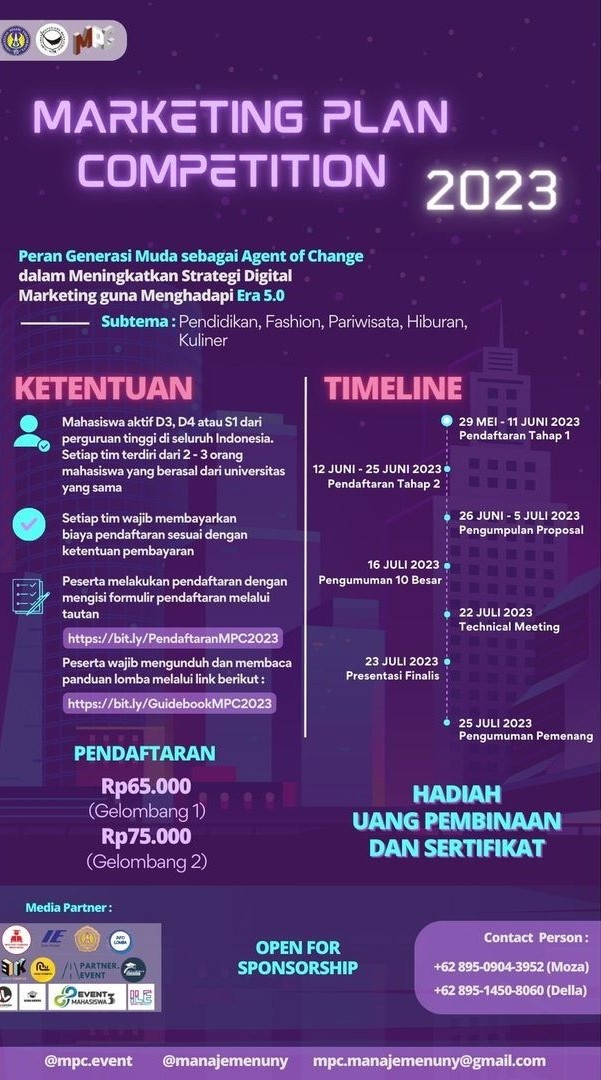 MPC
MARKETING PLAN
COMPETITION
2023
Peran Generasi Muda sebagai Agent of Change
dalam Meningkatkan Strategi Digital
Marketing guna Menghadapi Era 5.0
Subtema : Pendidikan, Fashion, Pariwisata, Hiburan,
Kuliner
KETENTUAN
Mahasiswa aktif D3, D4 atau S1 dari
perguruan tinggi di seluruh Indonesia.
Setiap tim terdiri dari 2 - 3 orang
mahasiswa yang berasal dari universitas
yang sama
Setiap tim wajib membayarkan
biaya pendaftaran sesuai dengan
ketentuan pembayaran
Peserta melakukan pendaftaran dengan
mengisi formulir pendaftaran melalui
tautan
https://bit.ly/PendaftaranMPC2023
Peserta wajib mengunduh dan membaca
panduan lomba melalui link berikut :
https://bit.ly/GuidebookMPC2023
TIMELINE
29 MEI - 11 JUNI 2023
Pendaftaran Tahap 1
12 JUNI - 25 JUNI 2023
Pendaftaran Tahap 2
26 JUNI - 5 JULI 2023
Pengumpulan Proposal
16 JULI 2023
Pengumuman 10 Besar
22 JULI 2023
Technical Meeting
23 JULI 2023
Presentasi Finalis
25 JULI 2023
Pengumuman Pemenang
PENDAFTARAN
Rp65.000
(Gelombang 1)
Rp75.000
(Gelombang 2)
HADIAH
UANG PEMBINAAN
DAN SERTIFIKAT
Media Partner :
IE
INFO
LOMBA
PARTNER.
EVENT
EVENT
MAHASISWA
OPEN FOR
SPONSORSHIP
Contact Person :
+62 895-0904-3952 (Moza)
+62 895-1450-8060 (Della)
@mpc.event
@manajemenuny
mpc.manajemenuny@gmail.com